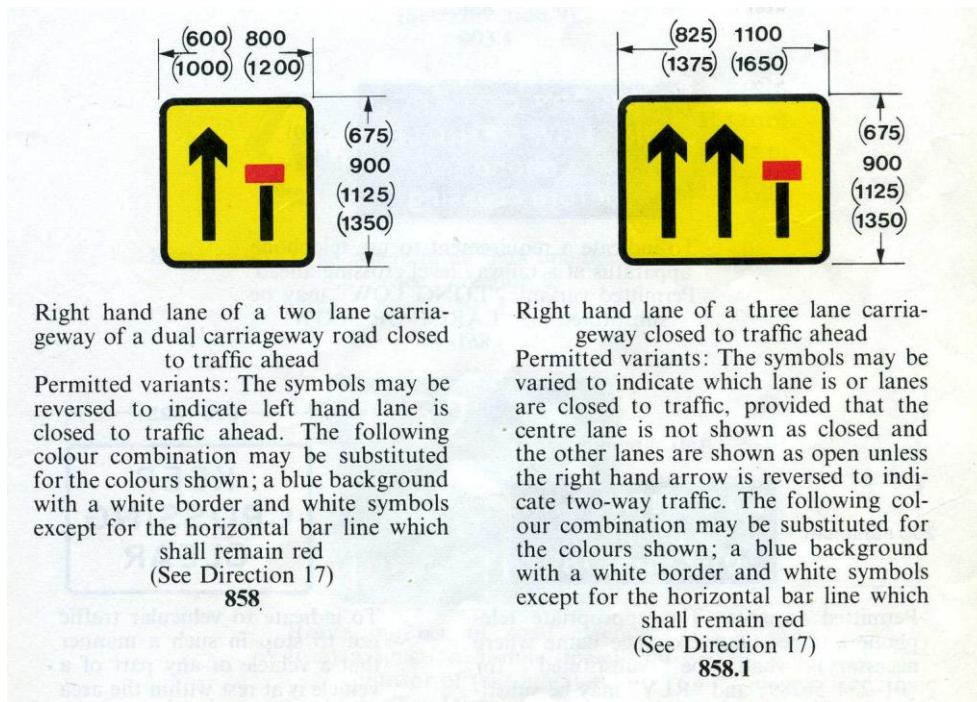 (600) 800
(1000) (1200)
(675)
900
(1125)
(1350)
Right hand lane of a two lane carria-
geway of a dual carriageway road closed
to traffic ahead
Permitted variants: The symbols may be
reversed to indicate left hand lane is
closed to traffic ahead. The following
colour combination may be substituted
for the colours shown; a blue background
with a white border and white symbols
except for the horizontal bar line which
shall remain red
(See Direction 17)
858
(825) 1100
(1375) (1650)
(675)
900
(1125)
(1350)
Right hand lane of a three lane carria-
geway closed to traffic ahead
Permitted variants: The symbols may be
varied to indicate which lane is or lanes
are closed to traffic, provided that the
centre lane is not shown as closed and
the other lanes are shown as open unless
the right hand arrow is reversed to indi-
cate two-way traffic. The following col-
our combination may be substituted for
the colours shown; a blue background
with a white border and white symbols
except for the horizontal bar line which
shall remain red
(See Direction 17)
858.1